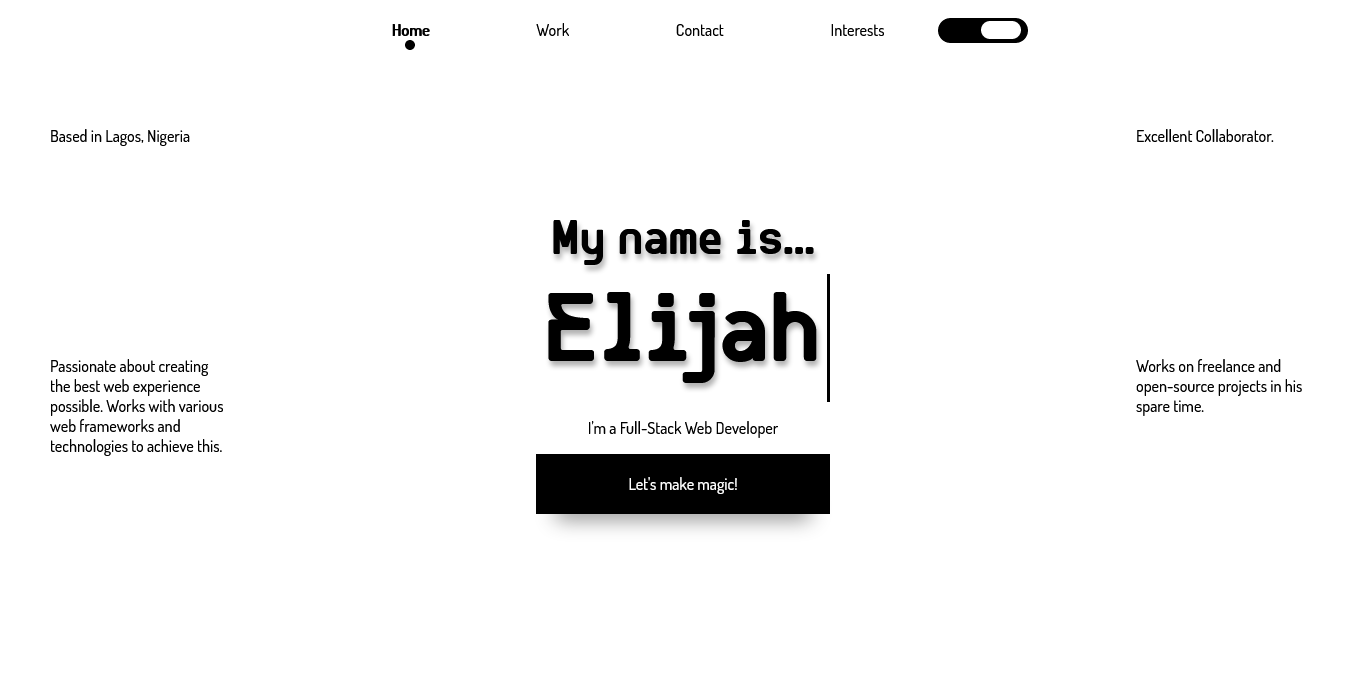 Home
Work
Contact
Interests
Based in Lagos, Nigeria
Excellent Collaborator.
My name is...
Elijah
Passionate about creating
the best web experience
possible. Works with various
web frameworks and
technologies to achieve this.
Works on freelance and
open-source projects in his
spare time.
I'm a Full-Stack Web Developer
Let's make magic!